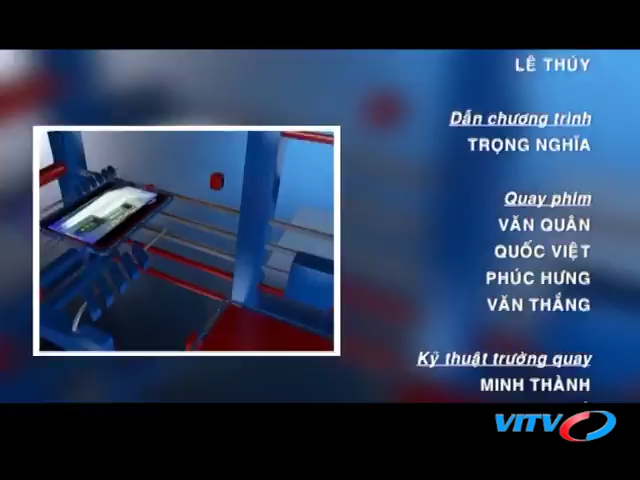 LÊ THỦY
Dẫn chương trình
TRỌNG NGHĨA
Quay phim
VĂN QUÂN
QUỐC VIỆT
PHÚC HƯNG
VĂN THẮNG
Kỹ thuật trường quay
MINH THÀNH
VITV